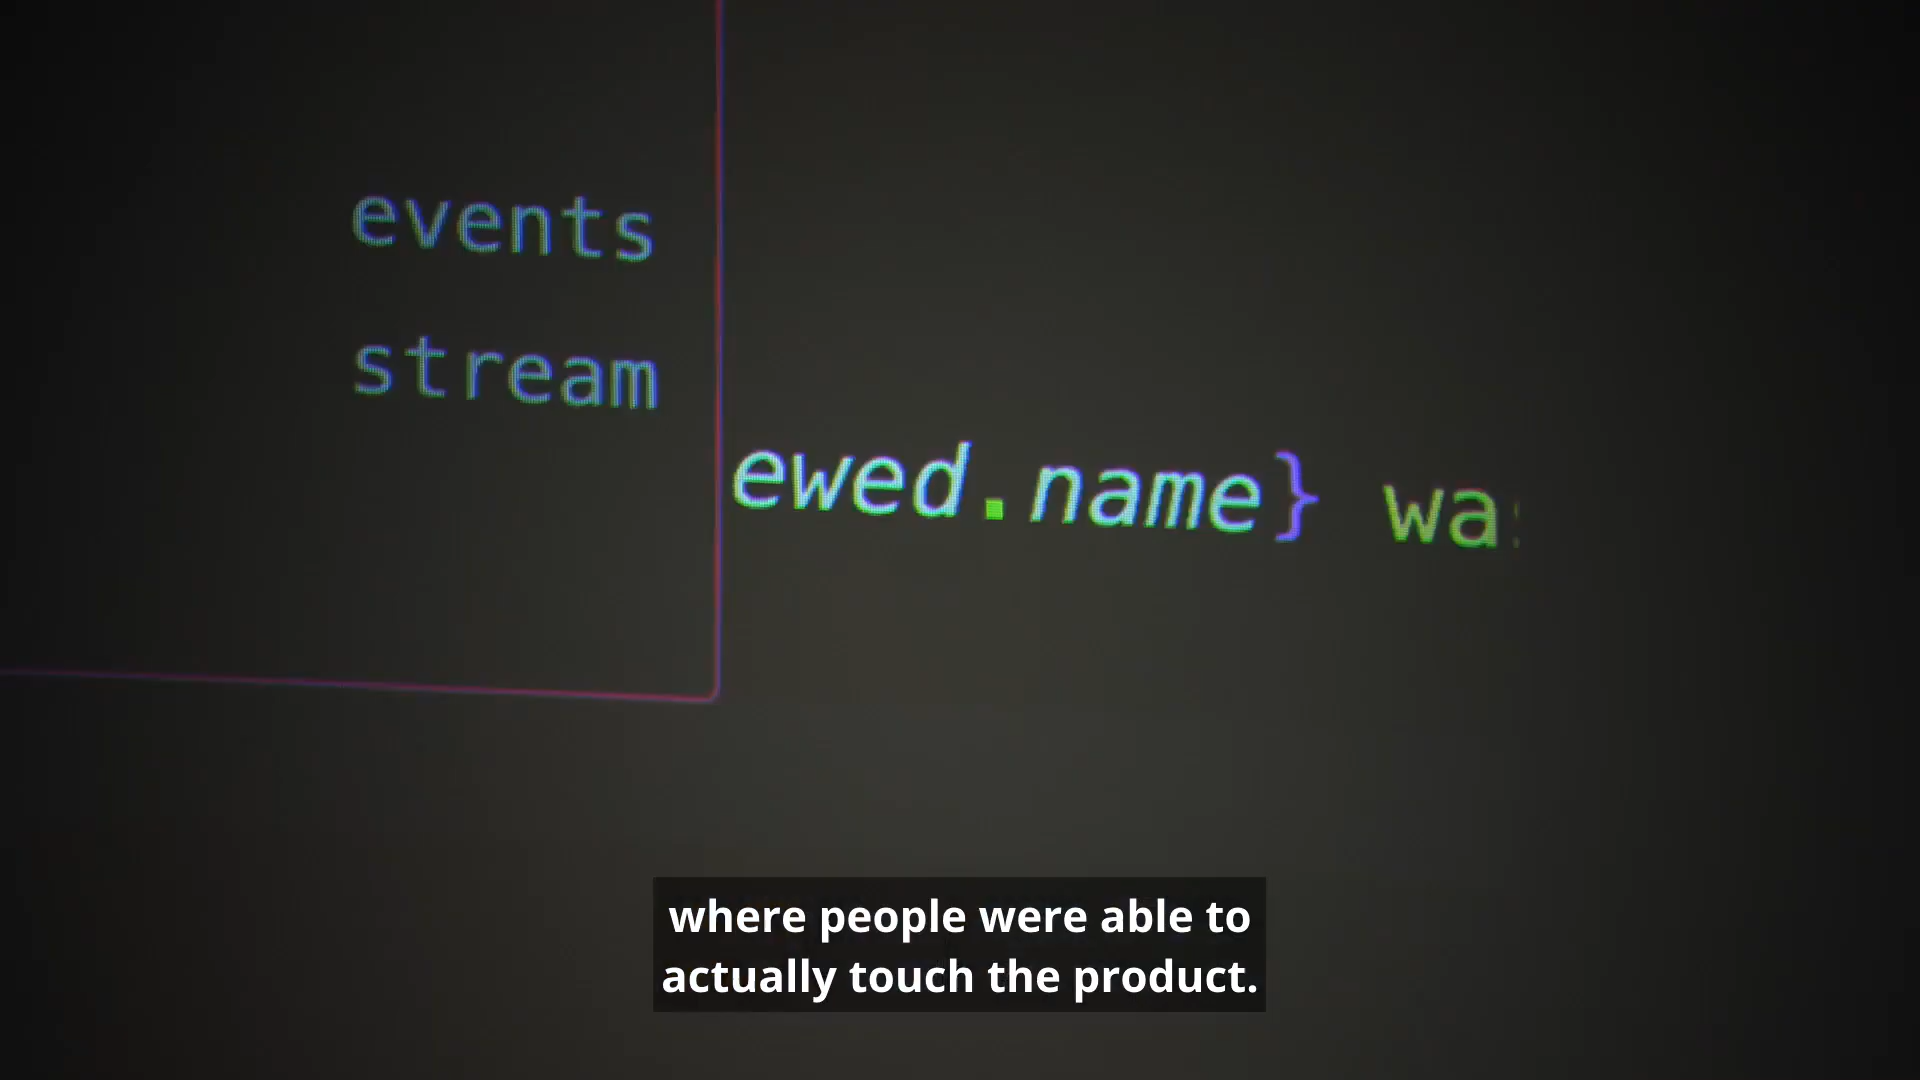 events
stream
ewed.name} wa
where people were able to
actually touch the product.